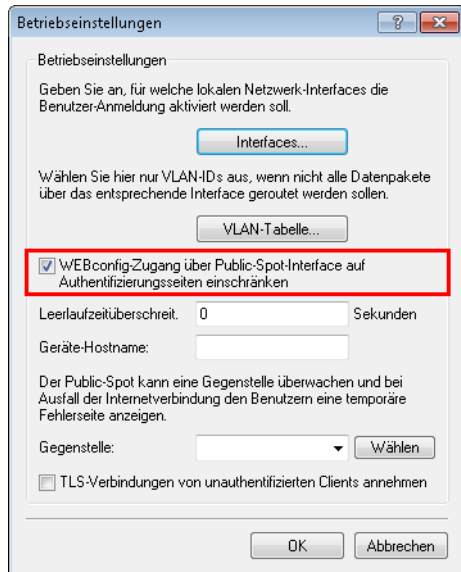 Betriebseinstellungen
Betriebseinstellungen
Geben Sie an, für welche lokalen Netzwerk-Interfaces die
Benutzer-Anmeldung aktiviert werden soll.
Interfaces...
Wählen Sie hier nur VLAN-IDs aus, wenn nicht alle Datenpakete
über das entsprechende Interface geroutet werden sollen.
VLAN-Tabelle...
WEBconfig-Zugang über Public-Spot-Interface auf
Authentifizierungsseiten einschränken
Leerlaufzeitüberschreit. 0 Sekunden
Geräte-Hostname:
Der Public-Spot kann eine Gegenstelle überwachen und bei
Ausfall der Internetverbindung den Benutzern eine temporäre
Fehlerseite anzeigen.
Gegenstelle: Wählen
TLS-Verbindungen von unauthentifizierten Clients annehmen
OK Abbrechen